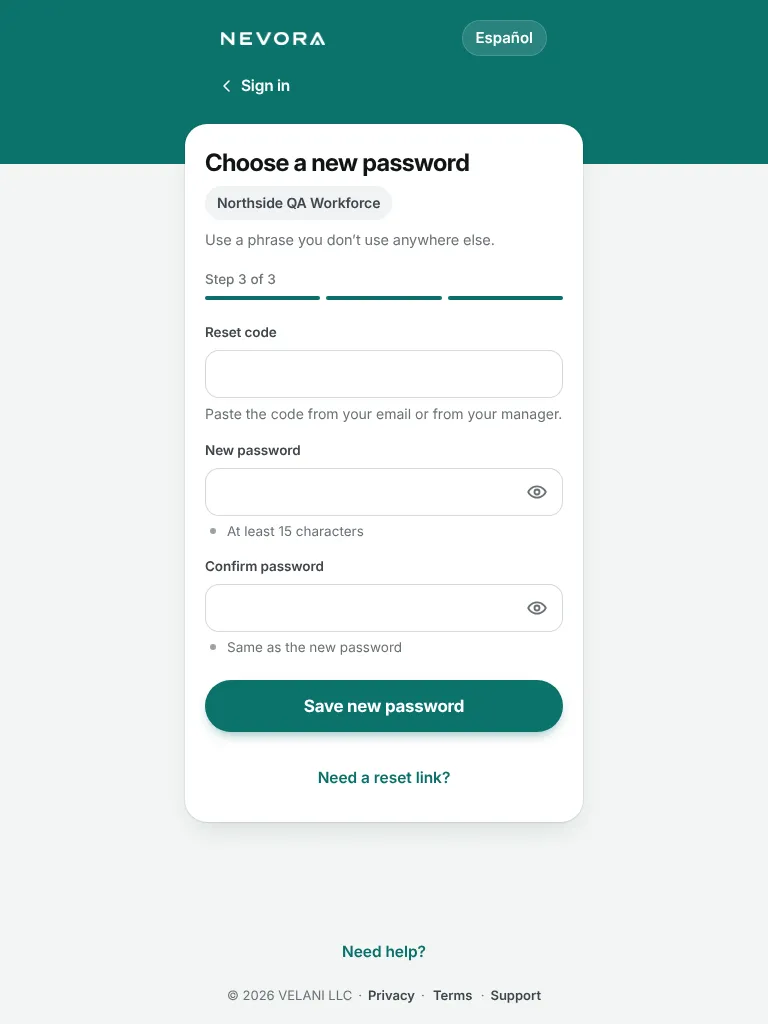 NEVORA
Español
Sign in
Choose a new password
Northside QA Workforce
Use a phrase you don’t use anywhere else.
Step 3 of 3
Reset code
Paste the code from your email or from your manager.
New password
At least 15 characters
Confirm password
Same as the new password
Save new password
Need a reset link?
Need help?
© 2026 VELANI LLC · Privacy · Terms · Support